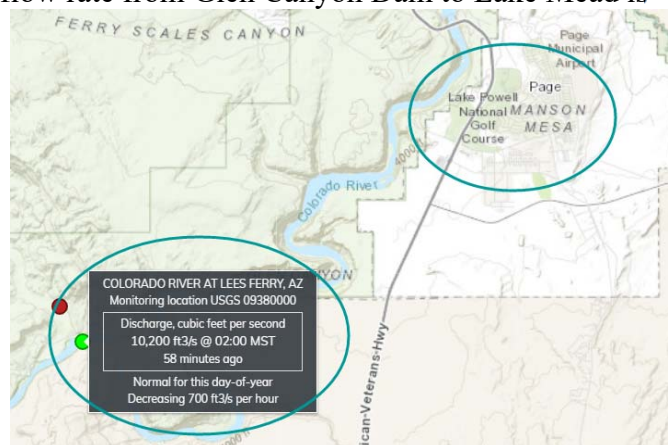 flow rate from Glen Canyon Dam to Lake Mead is
FERRY SCALES CANYON
Page
Municipal
Airport
Page
Lake Powell
National
Golf
Course
MANSON
MESA
4000 ft
Colorado River
CANYON
COLORADO RIVER AT LEES FERRY, AZ
Monitoring location USGS 09380000
Discharge, cubic feet per second
10,200 ft3/s @ 02:00 MST
58 minutes ago
Normal for this day-of-year
Decreasing 700 ft3/s per hour
ican-Veterans-Hwy